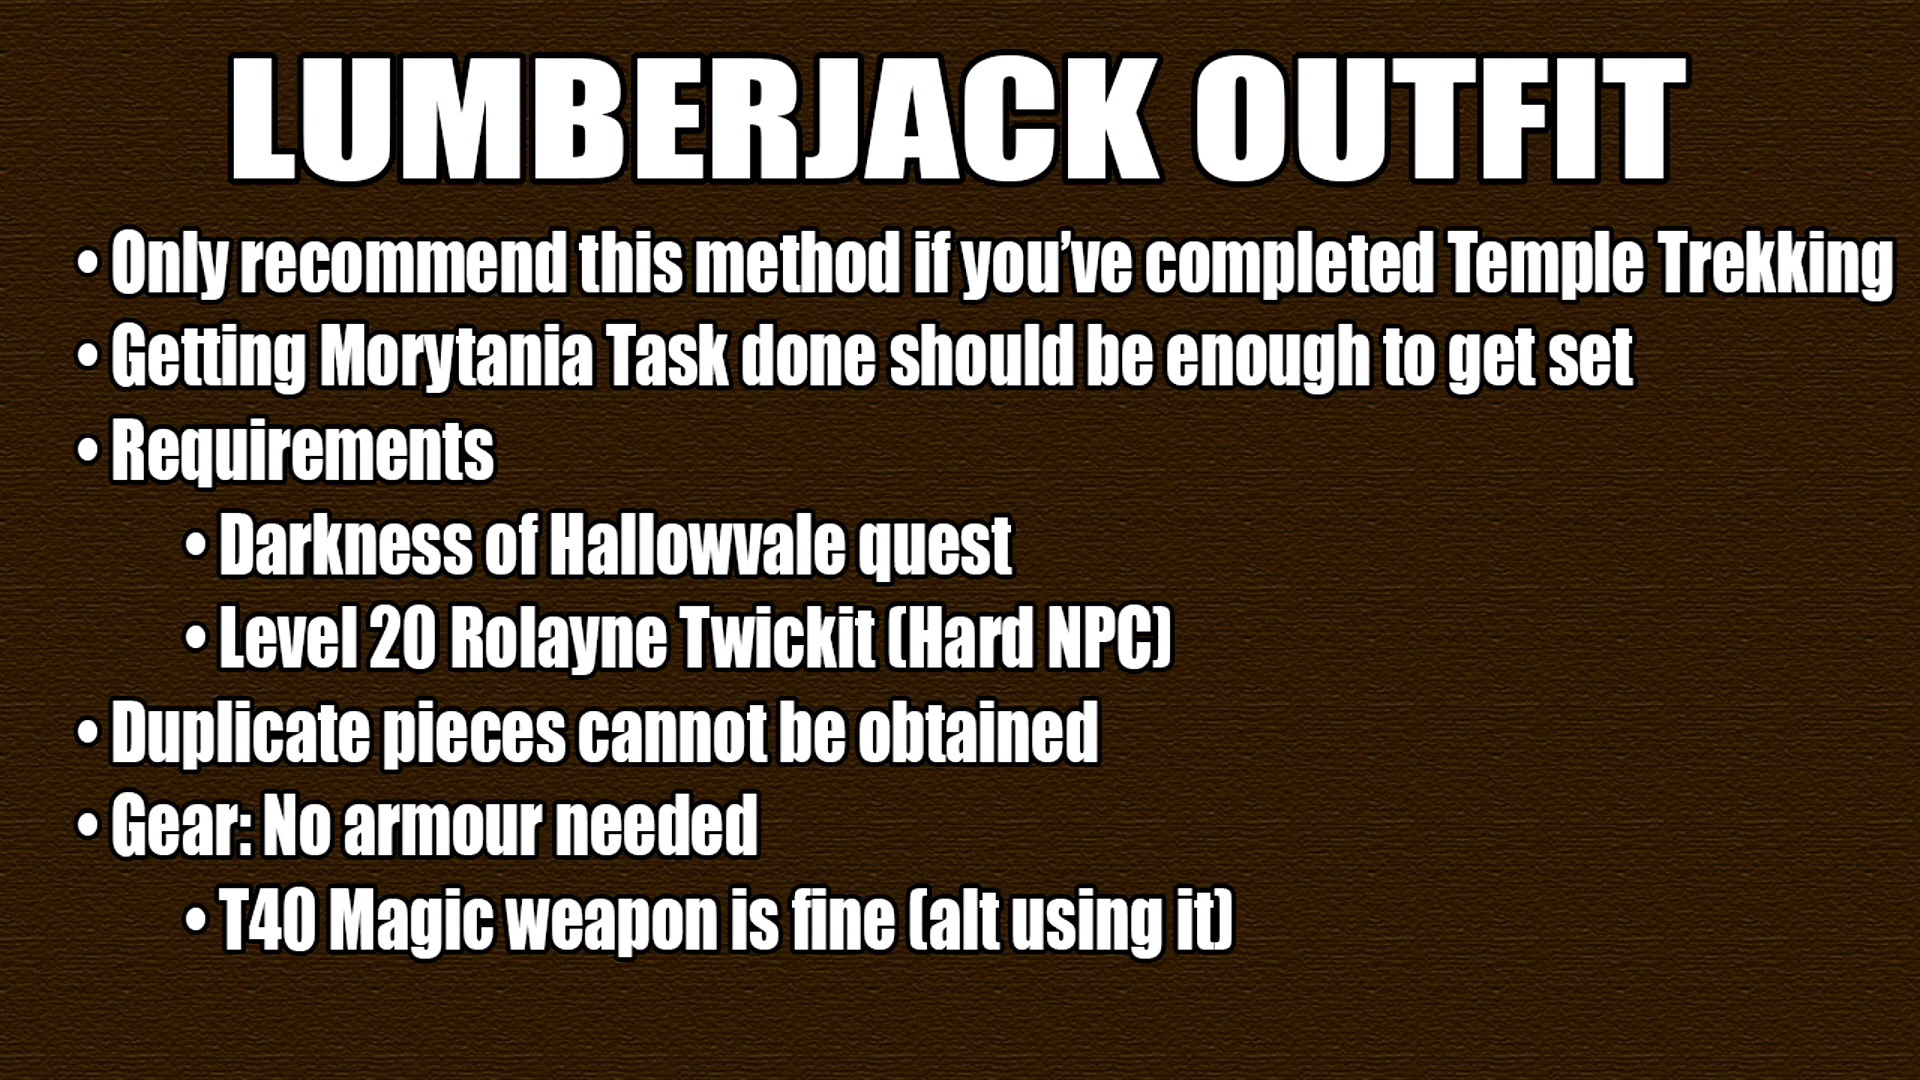 LUMBERJACK OUTFIT
• Only recommend this method if you’ve completed Temple Trekking
• Getting Morytania Task done should be enough to get set
• Requirements
• Darkness of Hallowvale quest
• Level 20 Rolayne Twickit (Hard NPC)
• Duplicate pieces cannot be obtained
• Gear: No armour needed
• T40 Magic weapon is fine (alt using it)